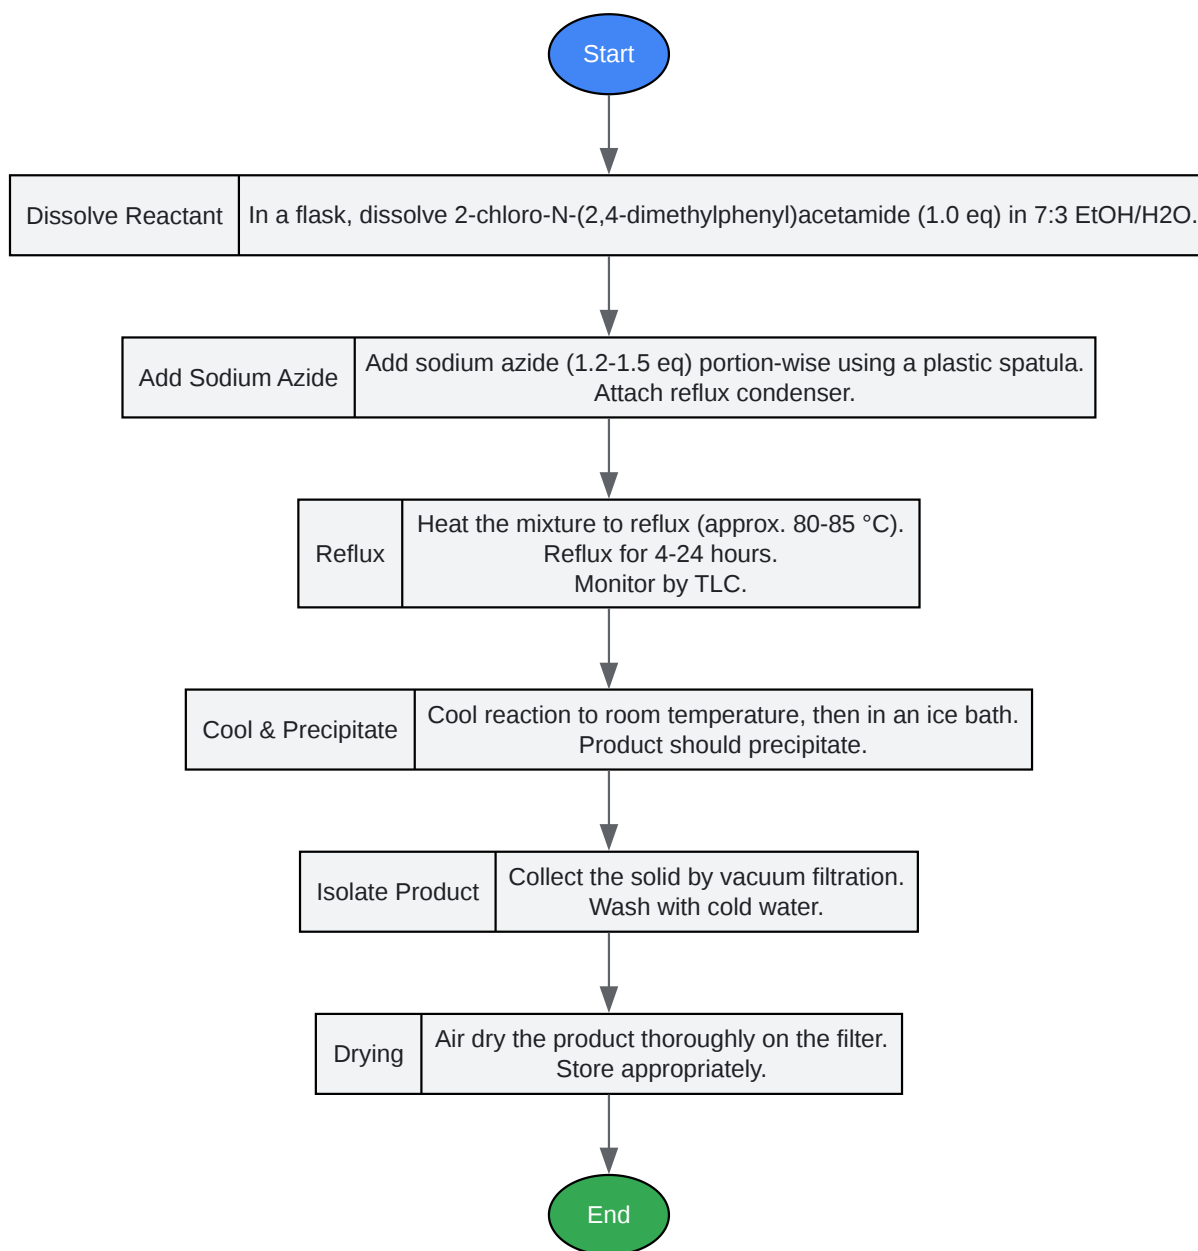 Start
Dissolve Reactant
In a flask, dissolve 2-chloro-N-(2,4-dimethylphenyl)acetamide (1.0 eq) in 7:3 EtOH/H2O.
Add Sodium Azide
Add sodium azide (1.2-1.5 eq) portion-wise using a plastic spatula.
Attach reflux condenser.
Reflux
Heat the mixture to reflux (approx. 80-85 °C).
Reflux for 4-24 hours.
Monitor by TLC.
Cool & Precipitate
Cool reaction to room temperature, then in an ice bath.
Product should precipitate.
Isolate Product
Collect the solid by vacuum filtration.
Wash with cold water.
Drying
Air dry the product thoroughly on the filter.
Store appropriately.
End